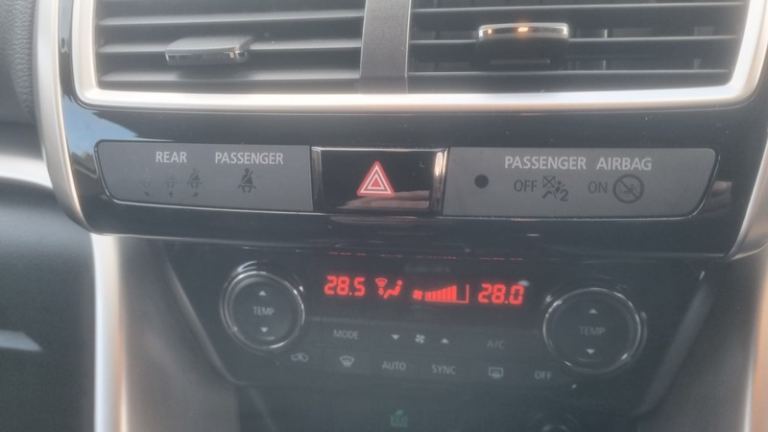 REAR PASSENGER
PASSENGER AIRBAG
OFF ON
28.5 28.0
TEMP
TEMP
MODE A/C
AUTO SYNC OFF